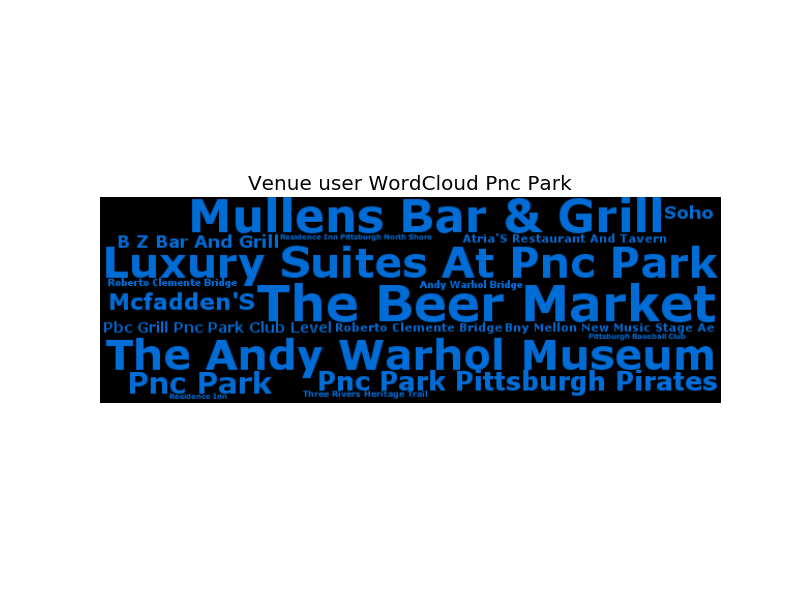 Venue user WordCloud Pnc Park
Mullens Bar & Grill Soho
B Z Bar And Grill Residence Inn Pittsburgh North Shore Atria'S Restaurant And Tavern
Luxury Suites At Pnc Park
Roberto Clemente Bridge Andy Warhol Bridge
Mcfadden'S The Beer Market
Pbc Grill Pnc Park Club Level Roberto Clemente Bridge Bny Mellon New Music Stage Ae
Pittsburgh Baseball Club
The Andy Warhol Museum
Pnc Park Pnc Park Pittsburgh Pirates
Residence Inn Three Rivers Heritage Trail